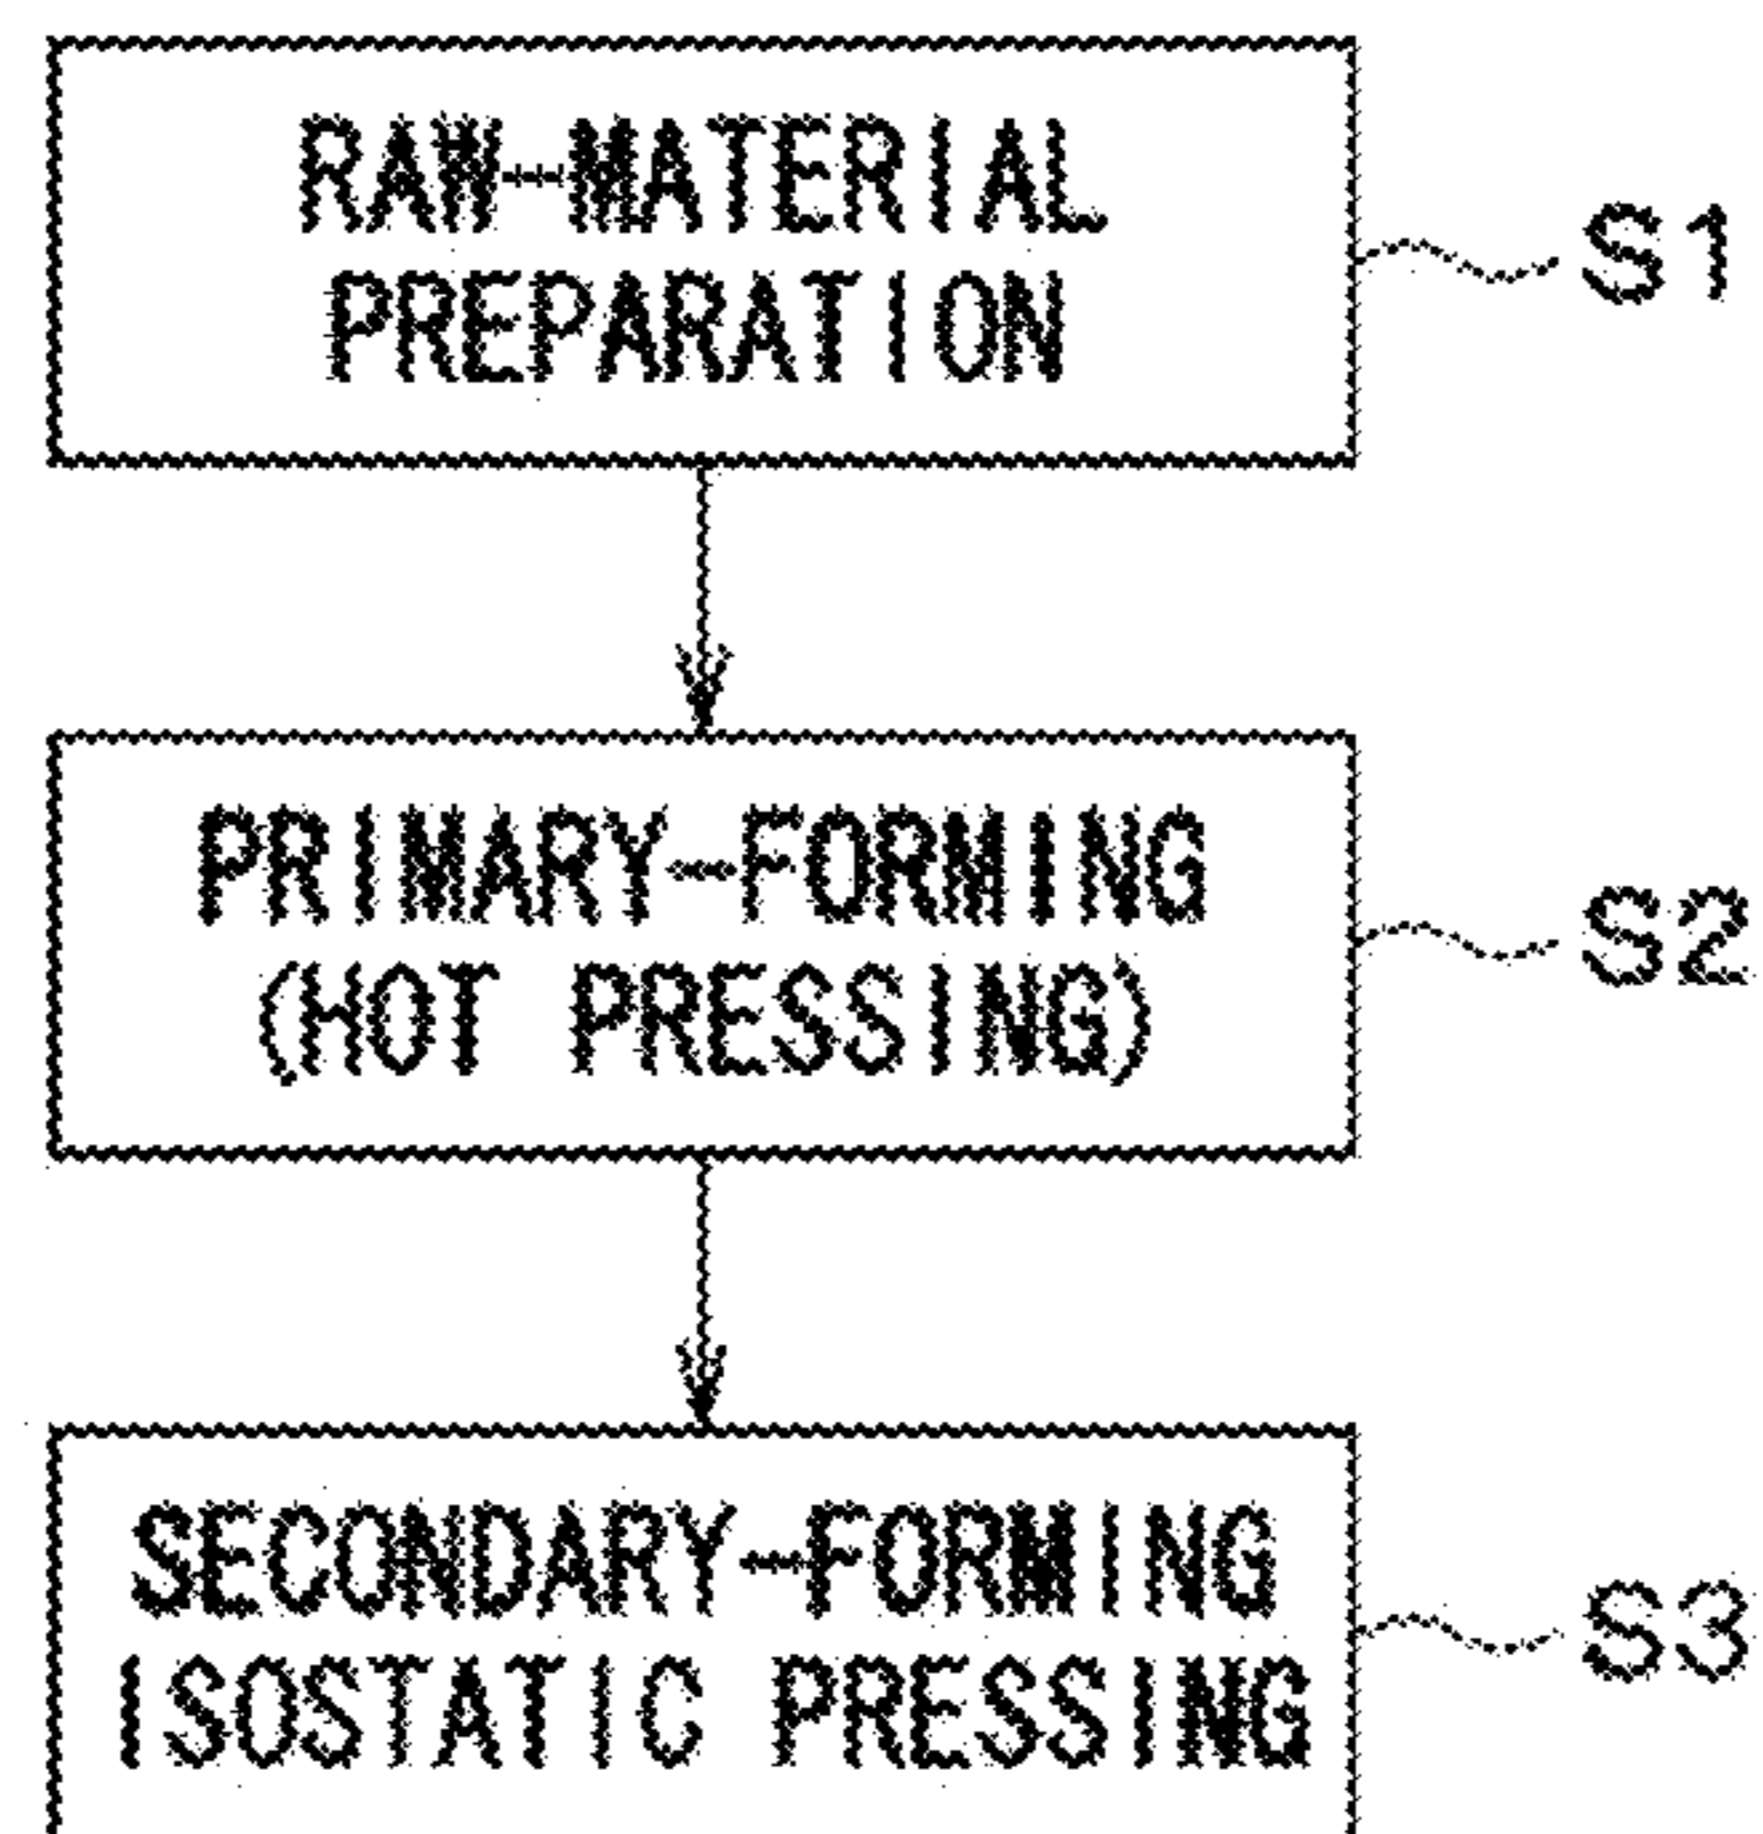 RAW-MATERIAL
PREPARATION
S1
PRIMARY-FORMING
(HOT PRESSING)
S2
SECONDARY-FORMING
ISOSTATIC PRESSING
S3